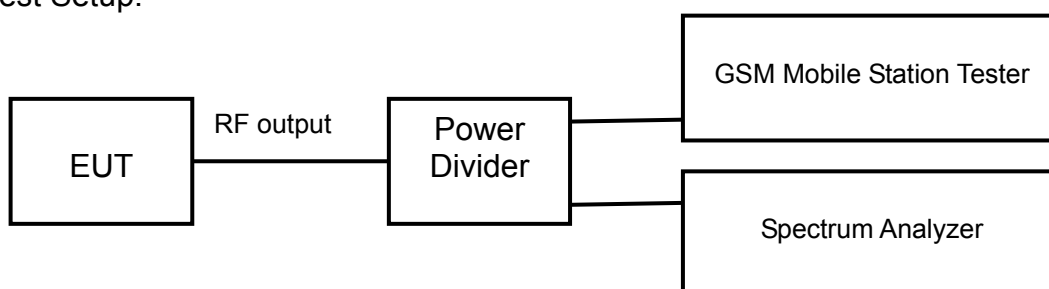 Setup:
EUT
RF output
Power
Divider
GSM Mobile Station Tester
Spectrum Analyzer